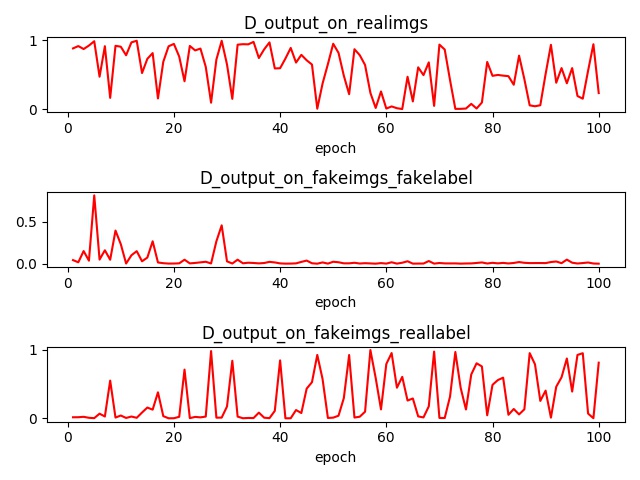 D_output_on_realimgs
1
0
0 20 40 60 80 100
epoch
D_output_on_fakeimgs_fakelabel
0.5
0.0
0 20 40 60 80 100
epoch
D_output_on_fakeimgs_reallabel
1
0
0 20 40 60 80 100
epoch